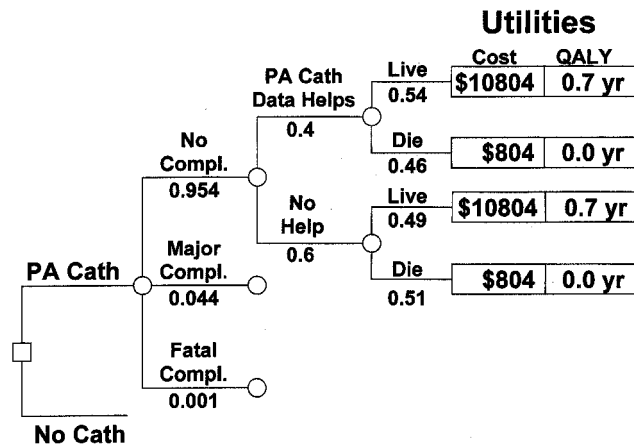 Utilities
Cost QALY
PA Cath
Data Helps
0.4
Live
0.54
$10804 0.7 yr
Die
0.46
$804 0.0 yr
No
Compl.
0.954
No
Help
0.6
Live
0.49
$10804 0.7 yr
Die
0.51
$804 0.0 yr
PA Cath
Major
Compl.
0.044
Fatal
Compl.
0.001
No Cath